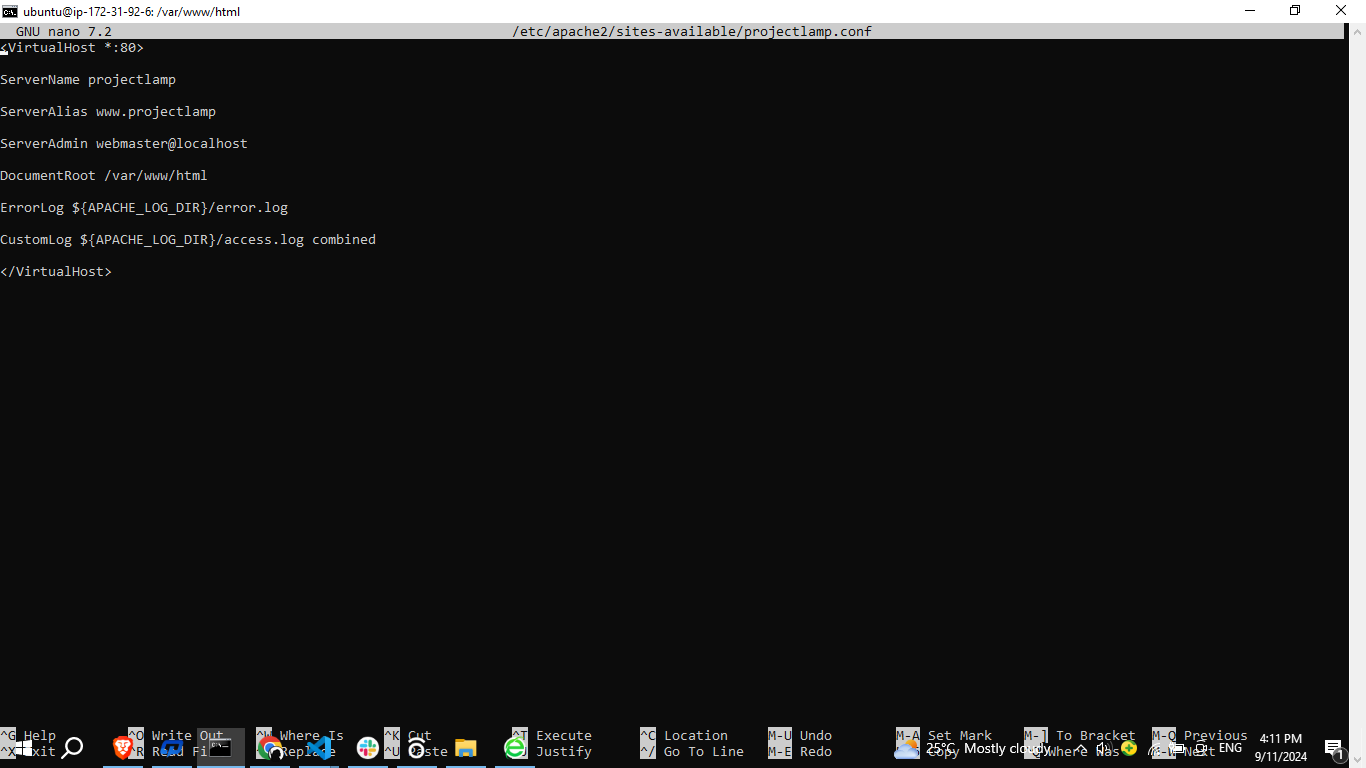 ubuntu@ip-172-31-92-6: /var/www/html
GNU nano 7.2 /etc/apache2/sites-available/projectlamp.conf
<VirtualHost *:80>
ServerName projectlamp
ServerAlias www.projectlamp
ServerAdmin webmaster@localhost
DocumentRoot /var/www/html
ErrorLog ${APACHE_LOG_DIR}/error.log
CustomLog ${APACHE_LOG_DIR}/access.log combined
</VirtualHost>
^G Help ^O Write Out ^W Where Is ^K Cut ^T Execute ^C Location M-U Undo M-A Set Mark M-] To Bracket M-Q Previous
^X Exit ^R Read Fi Replace ^U Paste Justify ^/ Go To Line M-E Redo Copy Where Was Next
25°C Mostly cloudy ENG
4:11 PM
9/11/2024
1